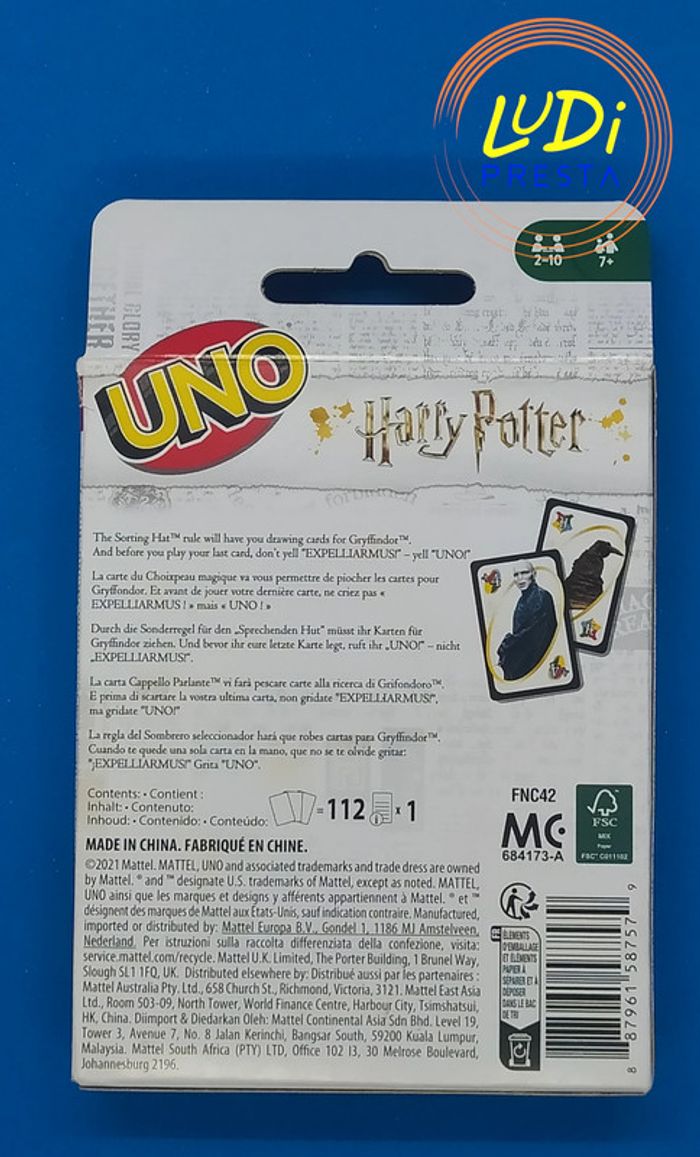 LUDi
PRESTA
2-10 7+
UNO
Harry Potter
The Sorting Hat™ rule will have you drawing cards for Gryffindor™.
And before you play your last card, don't yell "EXPELLIARMUS!" – yell "UNO!"
La carte du Choixpeau magique va vous permettre de piocher les cartes pour
Gryffondor. Et avant de jouer votre dernière carte, ne criez pas «
EXPELLIARMUS ! » mais « UNO ! »
Durch die Sonderregel für den „Sprechenden Hut" müsst ihr Karten für
Gryffindor ziehen. Und bevor ihr eure letzte Karte legt, ruft ihr „UNO!" – nicht
„EXPELLIARMUS!".
La carta Cappello Parlante™ vi farà pescare carte alla ricerca di Grifondoro™.
E prima di scartare la vostra ultima carta, non gridate "EXPELLIARMUS!",
ma gridate "UNO!"
La regla del Sombrero seleccionador hará que robes cartas para Gryffindor™.
Cuando te quede una sola carta en la mano, que no se te olvide gritar:
"¡EXPELLIARMUS!" Grita "UNO".
Contents: • Contient :
Inhalt: • Contenuto:
Inhoud: • Contenido: • Conteúdo:
= 112 x 1
FNC42
MC
684173-A
FSC
MIX
Paper
FSC™ C011102
MADE IN CHINA. FABRIQUÉ EN CHINE.
©2021 Mattel. MATTEL, UNO and associated trademarks and trade dress are owned
by Mattel. ® and ™ designate U.S. trademarks of Mattel, except as noted. MATTEL,
UNO ainsi que les marques et designs y afférents appartiennent à Mattel. ® et ™
désignent des marques de Mattel aux États-Unis, sauf indication contraire. Manufactured,
imported or distributed by: Mattel Europa B.V., Gondel 1, 1186 MJ Amstelveen,
Nederland. Per istruzioni sulla raccolta differenziata della confezione, visita:
service.mattel.com/recycle. Mattel U.K. Limited, The Porter Building, 1 Brunel Way,
Slough SL1 1FQ, UK. Distributed elsewhere by: Distribué aussi par les partenaires :
Mattel Australia Pty. Ltd., 658 Church St., Richmond, Victoria, 3121. Mattel East Asia
Ltd., Room 503-09, North Tower, World Finance Centre, Harbour City, Tsimshatsui,
HK, China. Diimport & Diedarkan Oleh: Mattel Continental Asia Sdn Bhd. Level 19,
Tower 3, Avenue 7, No. 8 Jalan Kerinchi, Bangsar South, 59200 Kuala Lumpur,
Malaysia. Mattel South Africa (PTY) LTD, Office 102 I3, 30 Melrose Boulevard,
Johannesburg 2196.
FR
ÉLÉMENTS
D'EMBALLAGE
ET ÉLÉMENTS
PAPIER À
SÉPARER ET À
DÉPOSER
DANS LE BAC
DE TRI
8 87961 58757 9